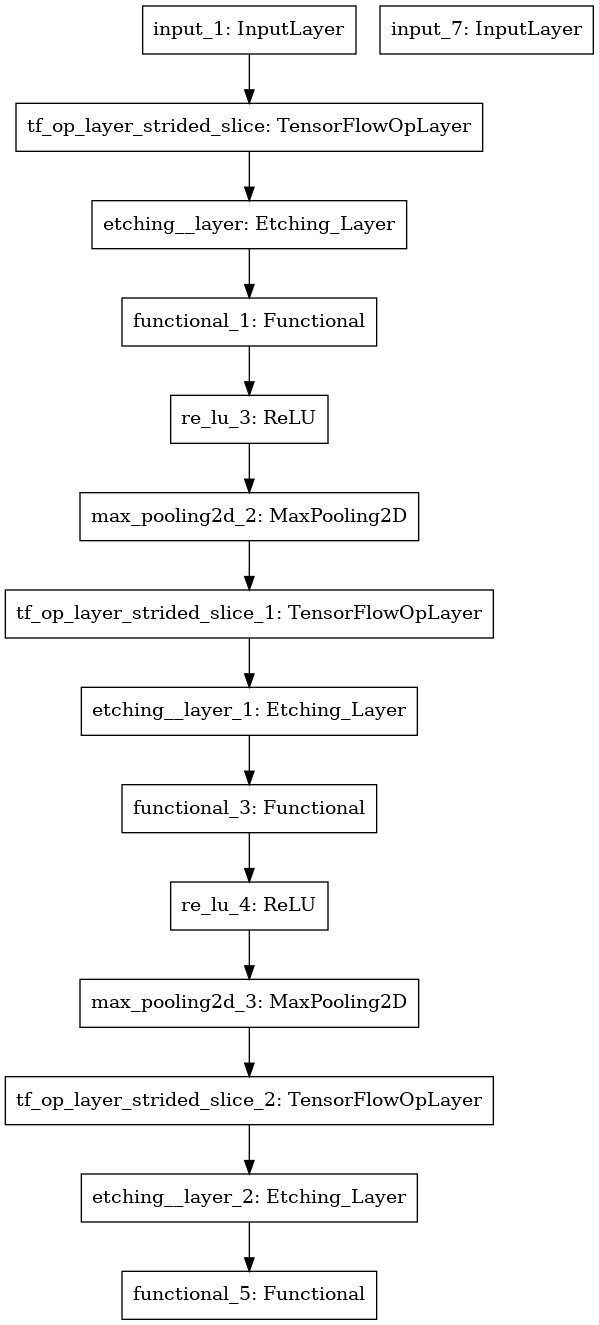 input_1: InputLayer
input_7: InputLayer
tf_op_layer_strided_slice: TensorFlowOpLayer
etching__layer: Etching_Layer
functional_1: Functional
re_lu_3: ReLU
max_pooling2d_2: MaxPooling2D
tf_op_layer_strided_slice_1: TensorFlowOpLayer
etching__layer_1: Etching_Layer
functional_3: Functional
re_lu_4: ReLU
max_pooling2d_3: MaxPooling2D
tf_op_layer_strided_slice_2: TensorFlowOpLayer
etching__layer_2: Etching_Layer
functional_5: Functional